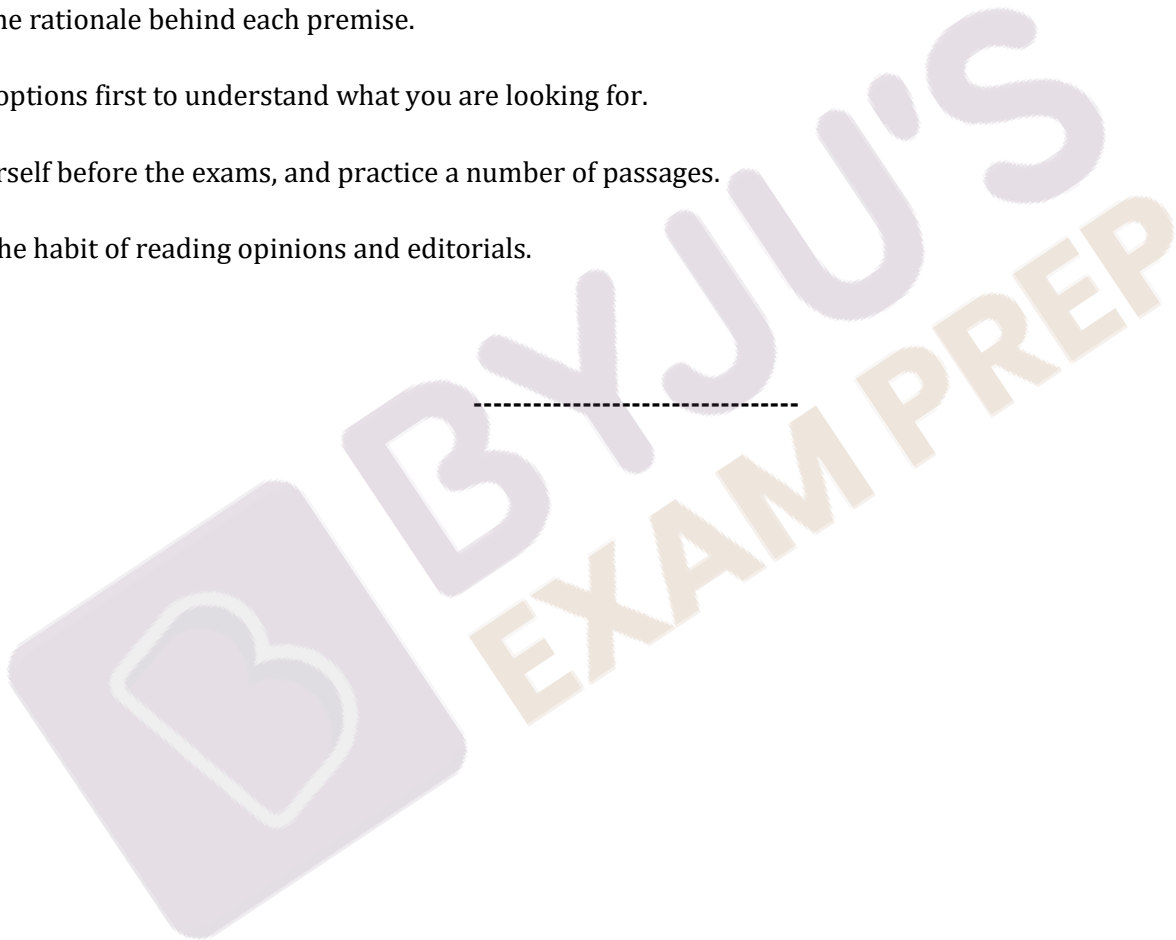 ne rationale behind each premise.
options first to understand what you are looking for.
rself before the exams, and practice a number of passages.
he habit of reading opinions and editorials.
---------------------------------------
BYJU'S
EXAM PREP